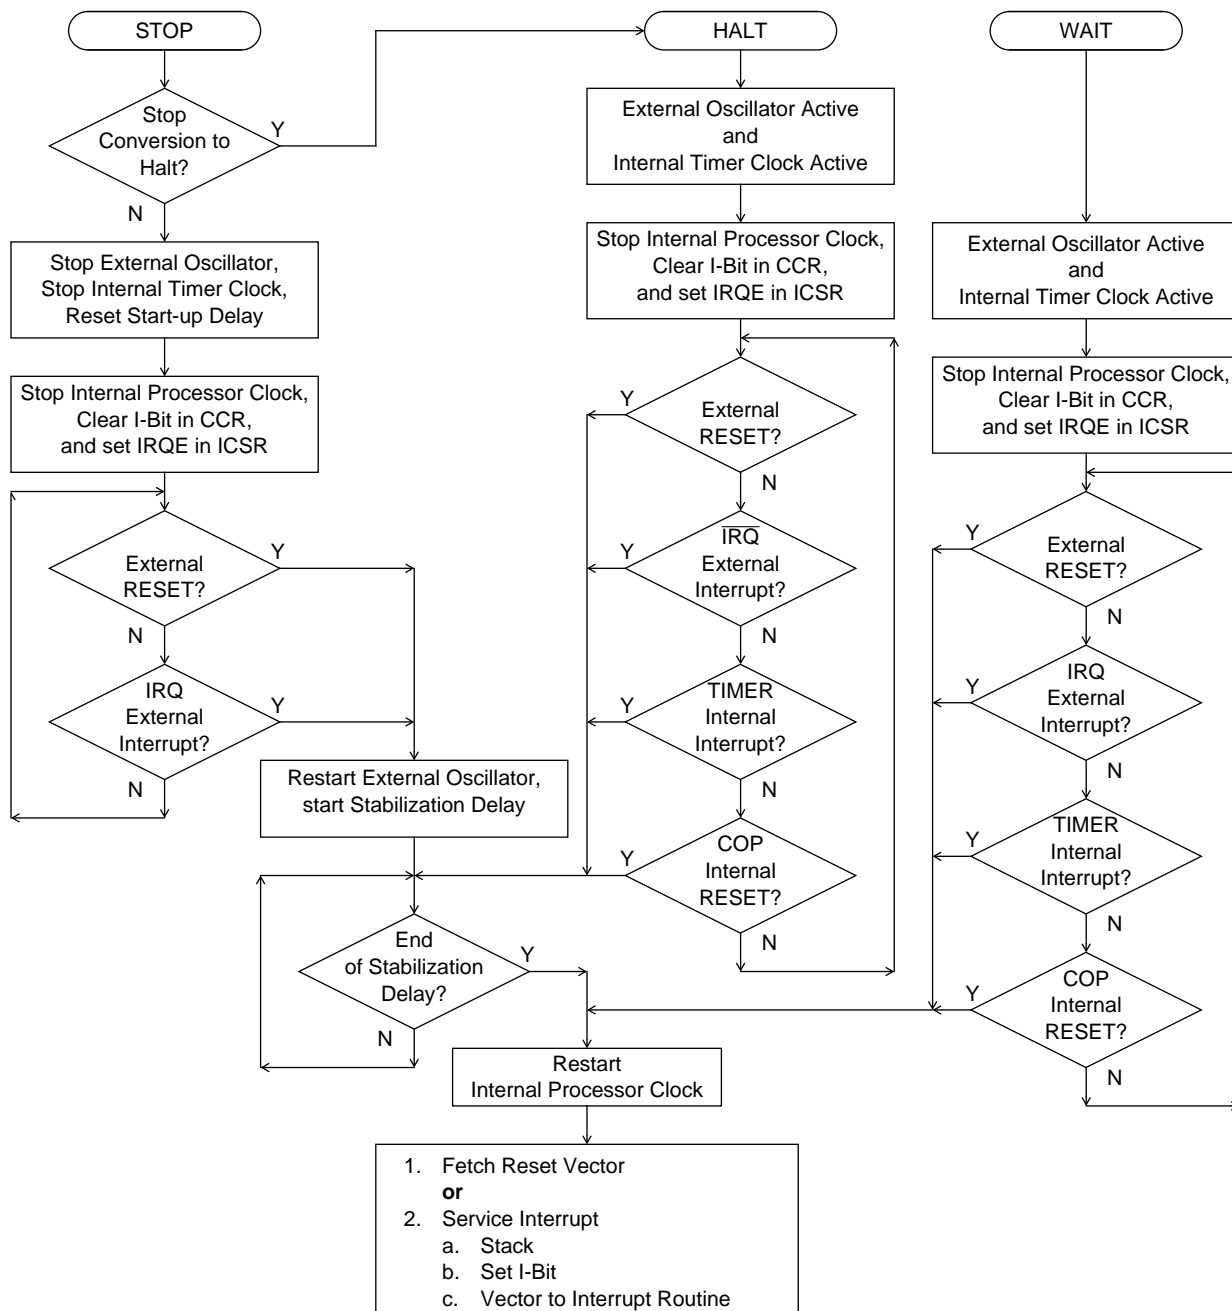 STOP
Stop
Conversion to
Halt?
Y
N
Stop External Oscillator,
Stop Internal Timer Clock,
Reset Start-up Delay
Stop Internal Processor Clock,
Clear I-Bit in CCR,
and set IRQE in ICSR
External
RESET?
Y
N
IRQ
External
Interrupt?
Y
N
Restart External Oscillator,
start Stabilization Delay
End
of Stabilization
Delay?
Y
N
HALT
External Oscillator Active
and
Internal Timer Clock Active
Stop Internal Processor Clock,
Clear I-Bit in CCR,
and set IRQE in ICSR
Y
External
RESET?
N
IRQ
Y
External
Interrupt?
N
TIMER
Y
Internal
Interrupt?
N
COP
Y
Internal
RESET?
N
WAIT
External Oscillator Active
and
Internal Timer Clock Active
Stop Internal Processor Clock,
Clear I-Bit in CCR,
and set IRQE in ICSR
Y
External
RESET?
N
IRQ
Y
External
Interrupt?
N
TIMER
Y
Internal
Interrupt?
N
COP
Y
Internal
RESET?
N
Restart
Internal Processor Clock
1. Fetch Reset Vector
or
2. Service Interrupt
a. Stack
b. Set I-Bit
c. Vector to Interrupt Routine